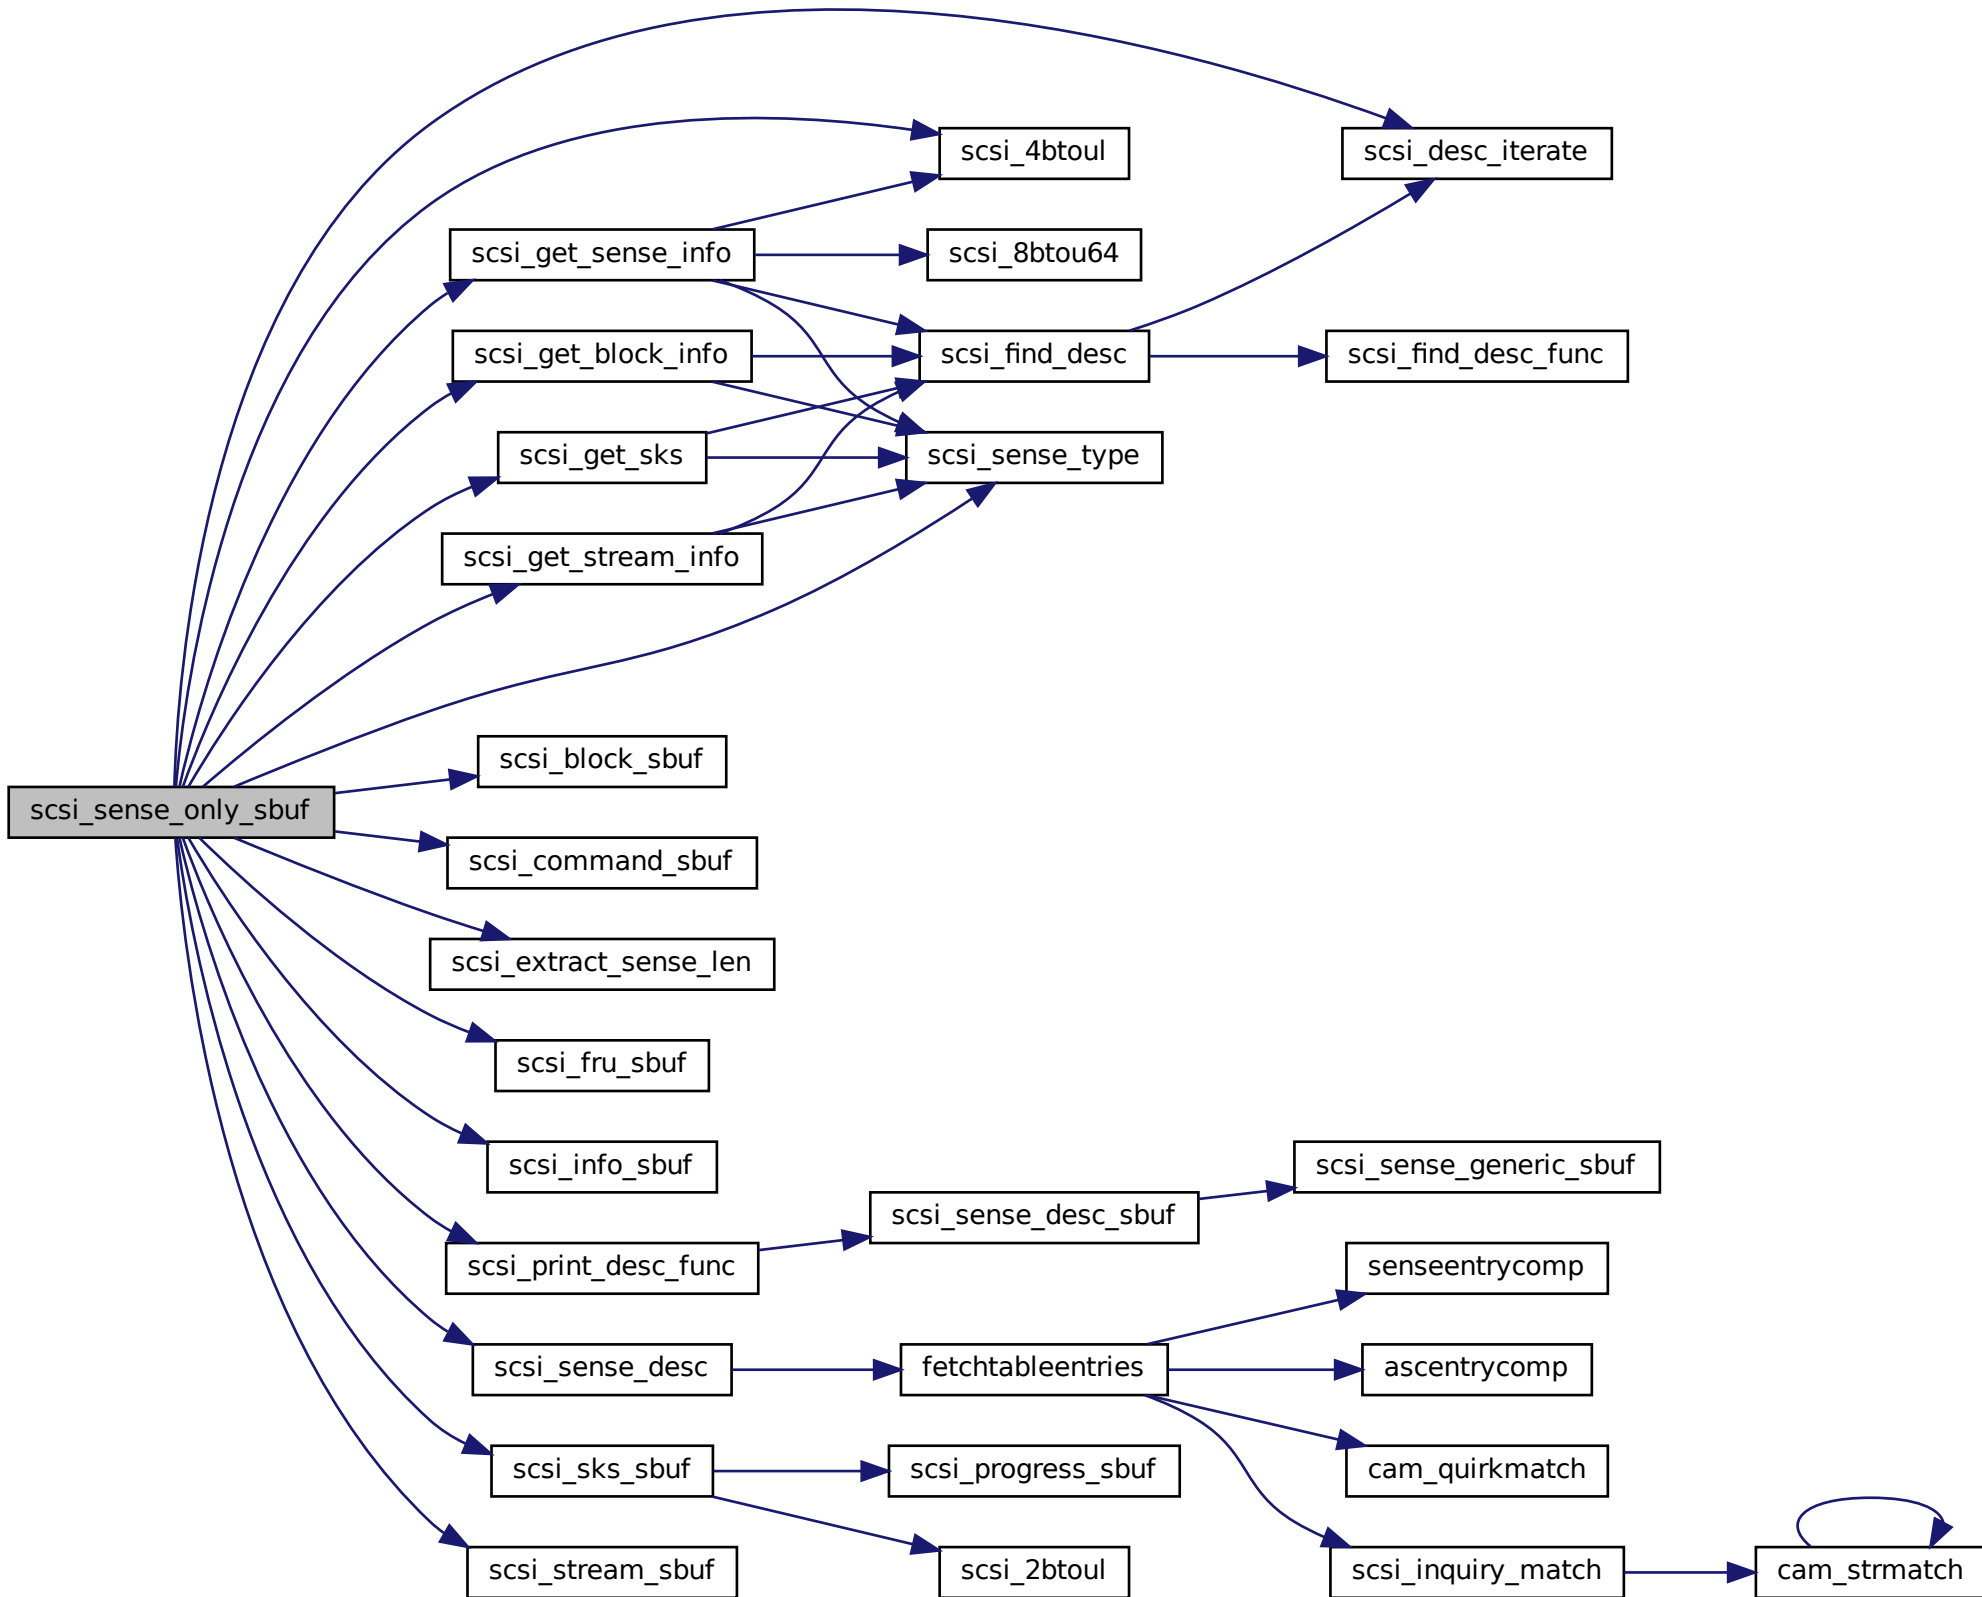 scsi_4btoul
scsi_desc_iterate
scsi_get_sense_info
scsi_8btou64
scsi_get_block_info
scsi_find_desc
scsi_find_desc_func
scsi_get_sks
scsi_sense_type
scsi_get_stream_info
scsi_block_sbuf
scsi_sense_only_sbuf
scsi_command_sbuf
scsi_extract_sense_len
scsi_fru_sbuf
scsi_info_sbuf
scsi_sense_generic_sbuf
scsi_sense_desc_sbuf
scsi_print_desc_func
senseentrycomp
scsi_sense_desc
fetchtableentries
ascentrycomp
scsi_sks_sbuf
scsi_progress_sbuf
cam_quirkmatch
scsi_stream_sbuf
scsi_2btoul
scsi_inquiry_match
cam_strmatch